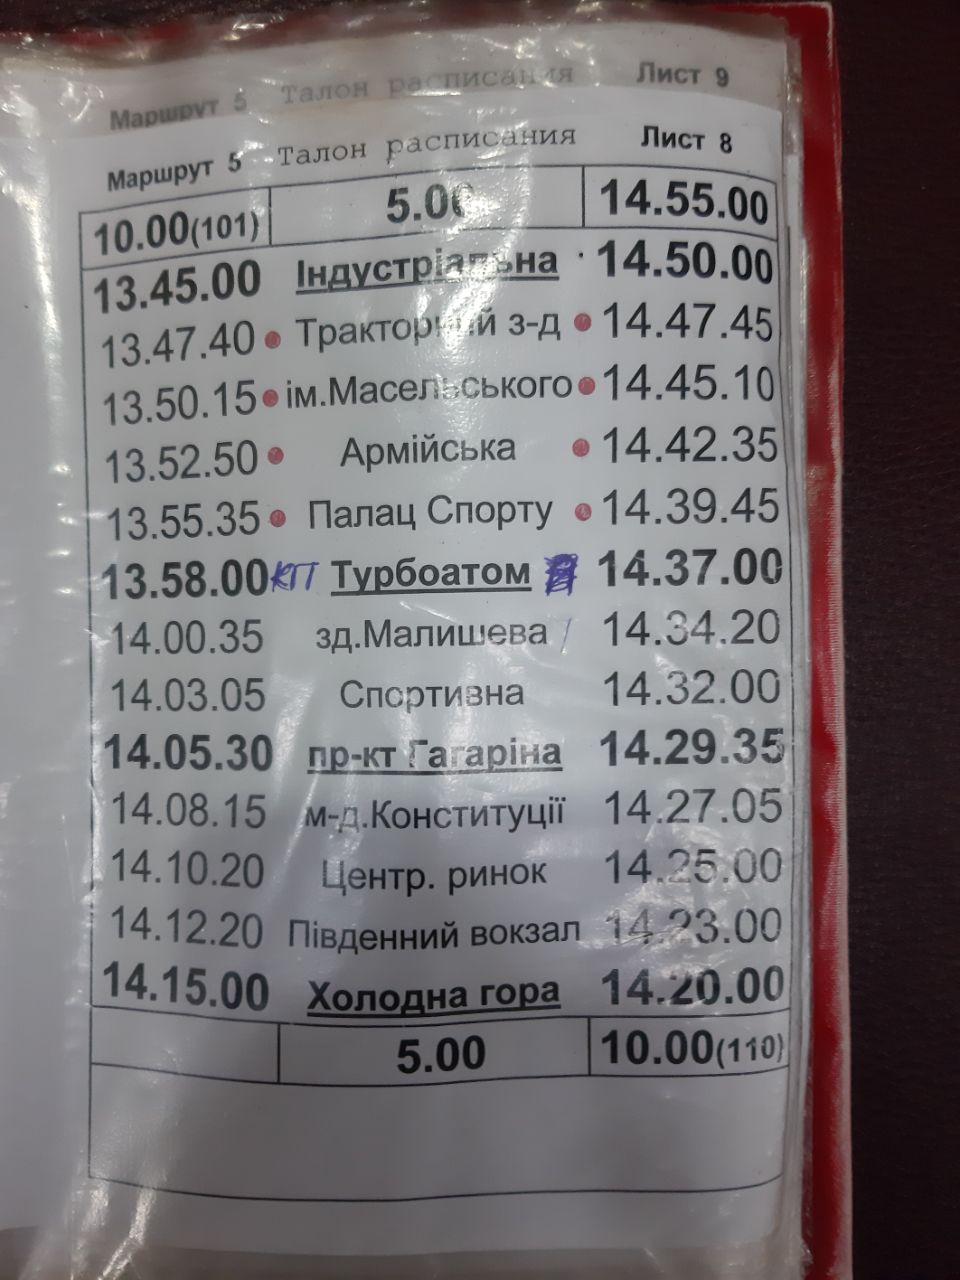 Маршрут 5 Талон расписания Лист 9
Маршрут 5 Талон расписания Лист 8
10.00(101) 5.00 14.55.00
13.45.00 Індустріальна 14.50.00
13.47.40 Тракторний з-д 14.47.45
13.50.15 ім.Масельського 14.45.10
13.52.50 Армійська 14.42.35
13.55.35 Палац Спорту 14.39.45
13.58.00 КП Турбоатом 14.37.00
14.00.35 зд.Малишева 14.34.20
14.03.05 Спортивна 14.32.00
14.05.30 пр-кт Гагаріна 14.29.35
14.08.15 м-д.Конституції 14.27.05
14.10.20 Центр. ринок 14.25.00
14.12.20 Південний вокзал 14.23.00
14.15.00 Холодна гора 14.20.00
5.00 10.00(110)